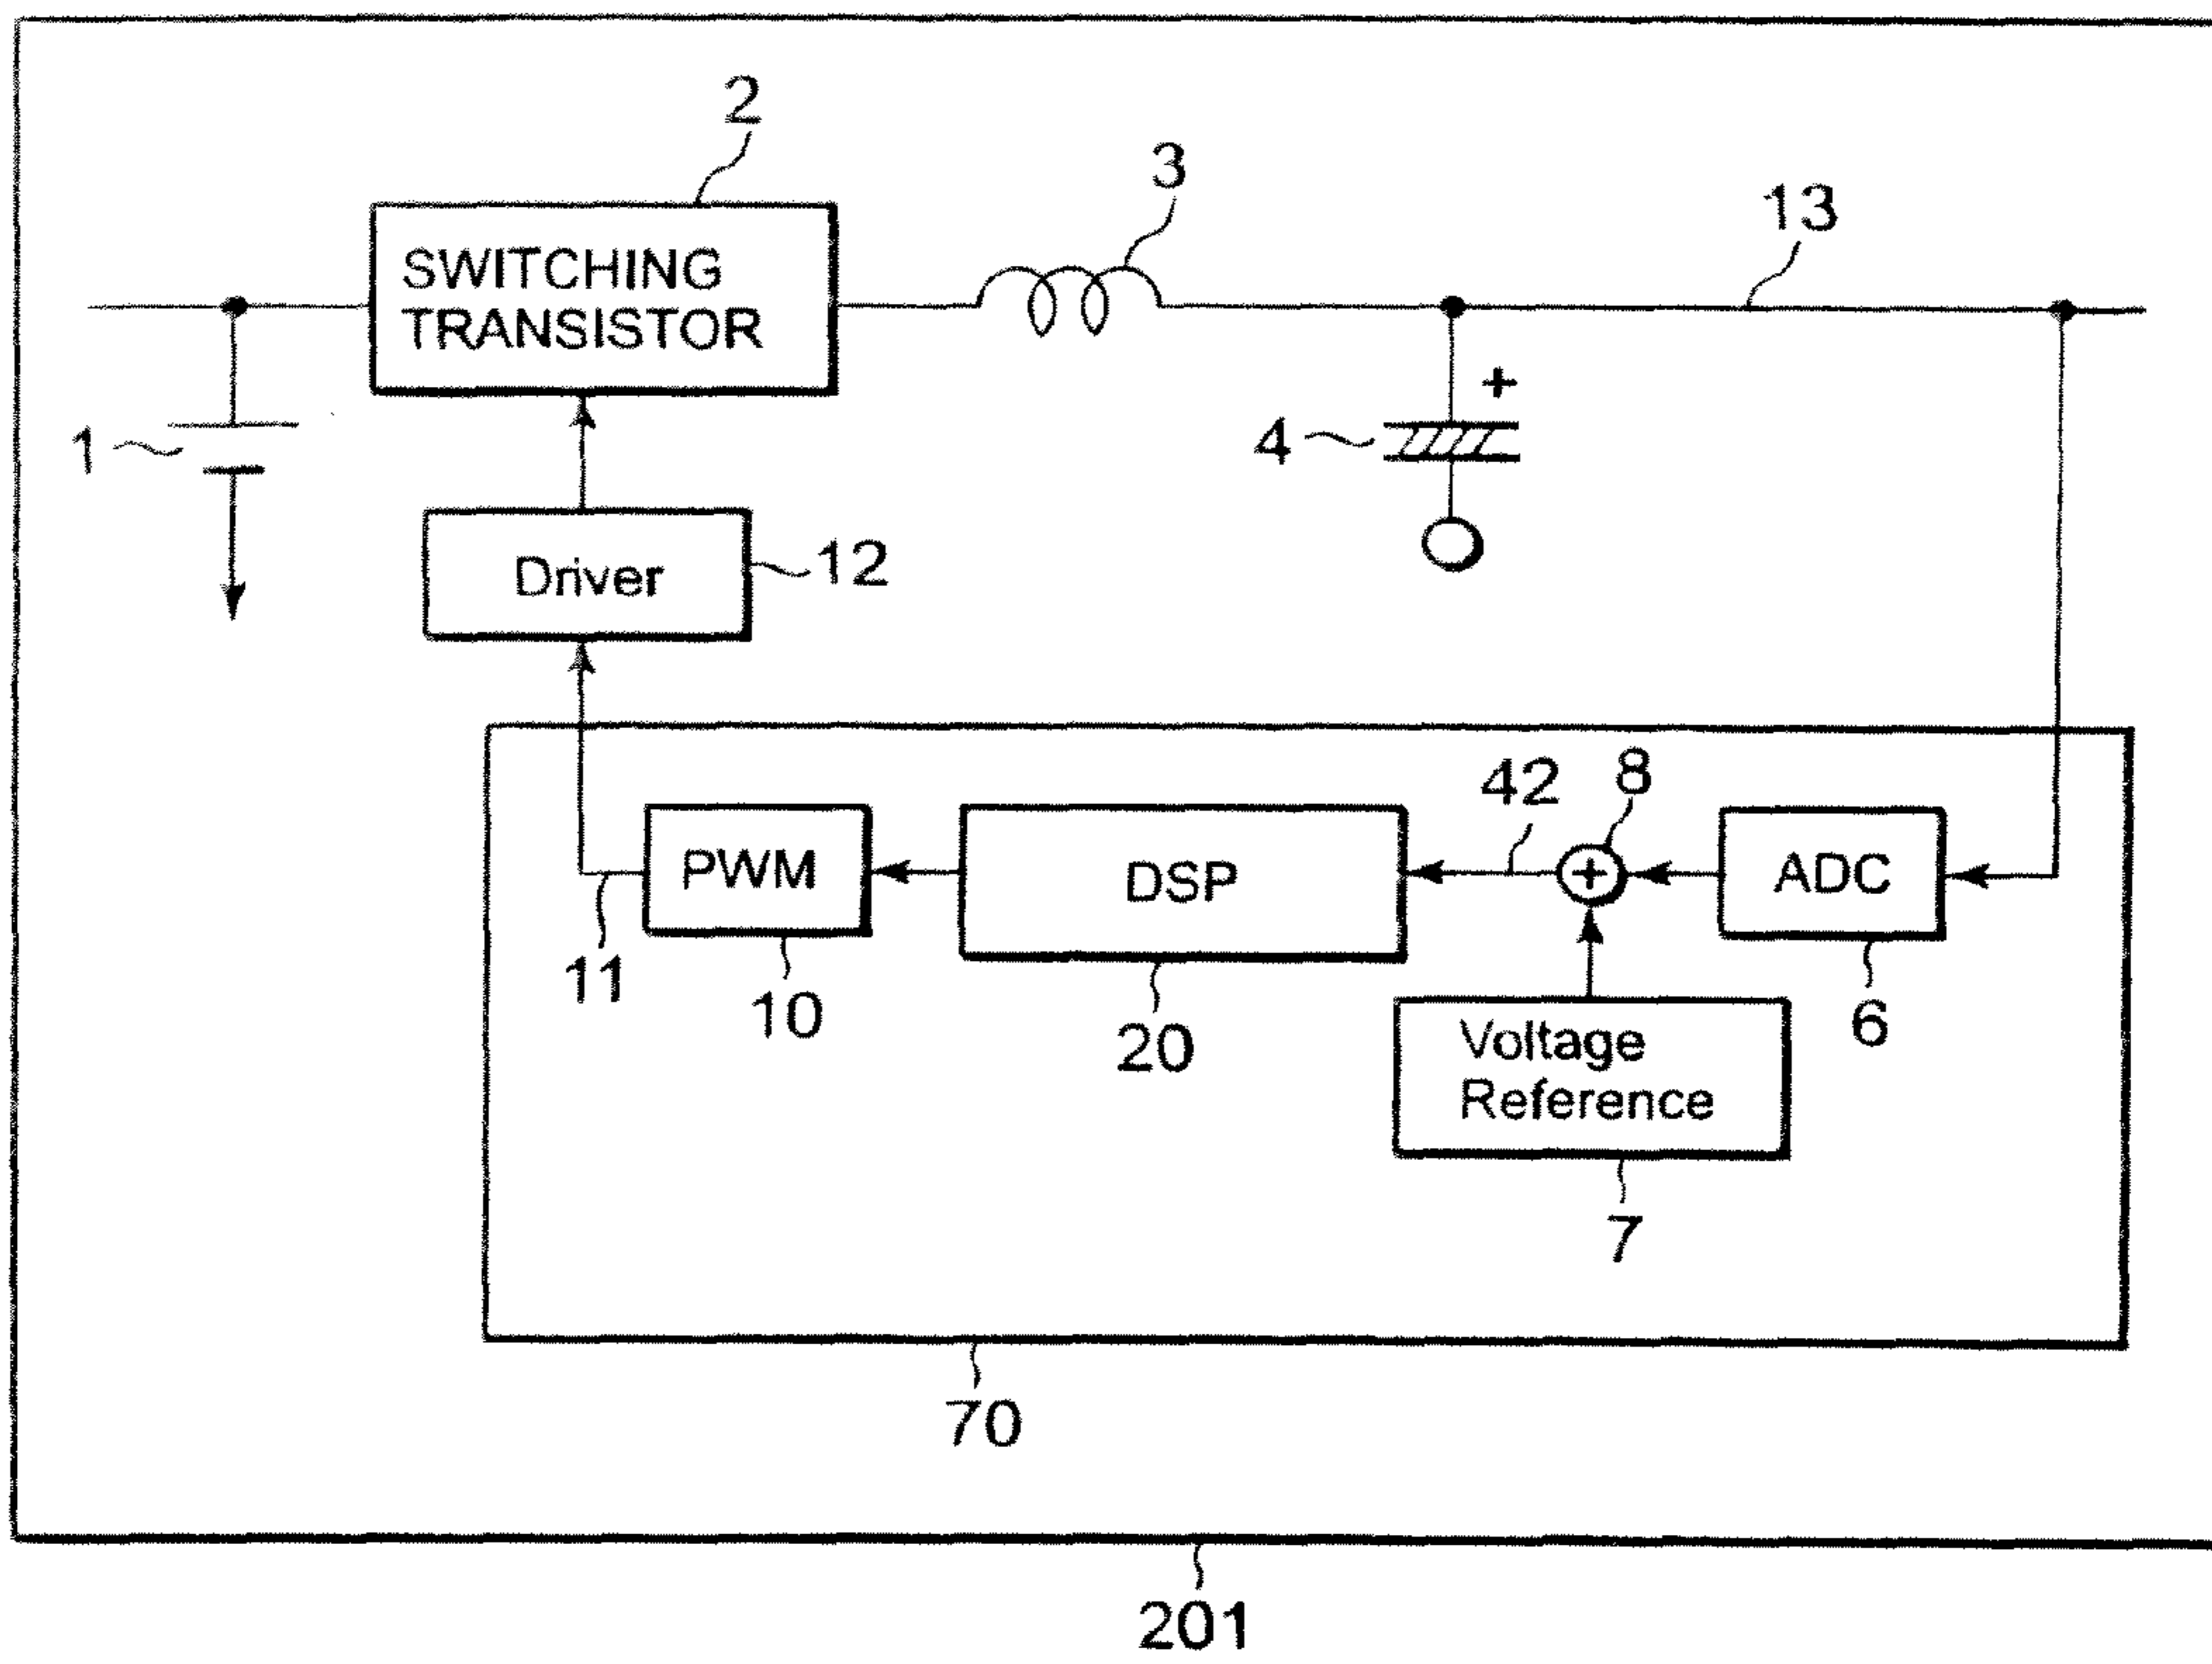 2
3
13
SWITCHING
TRANSISTOR
+
1
4
Driver
12
42
8
PWM
DSP
+
ADC
11
10
20
6
Voltage
Reference
7
70
201